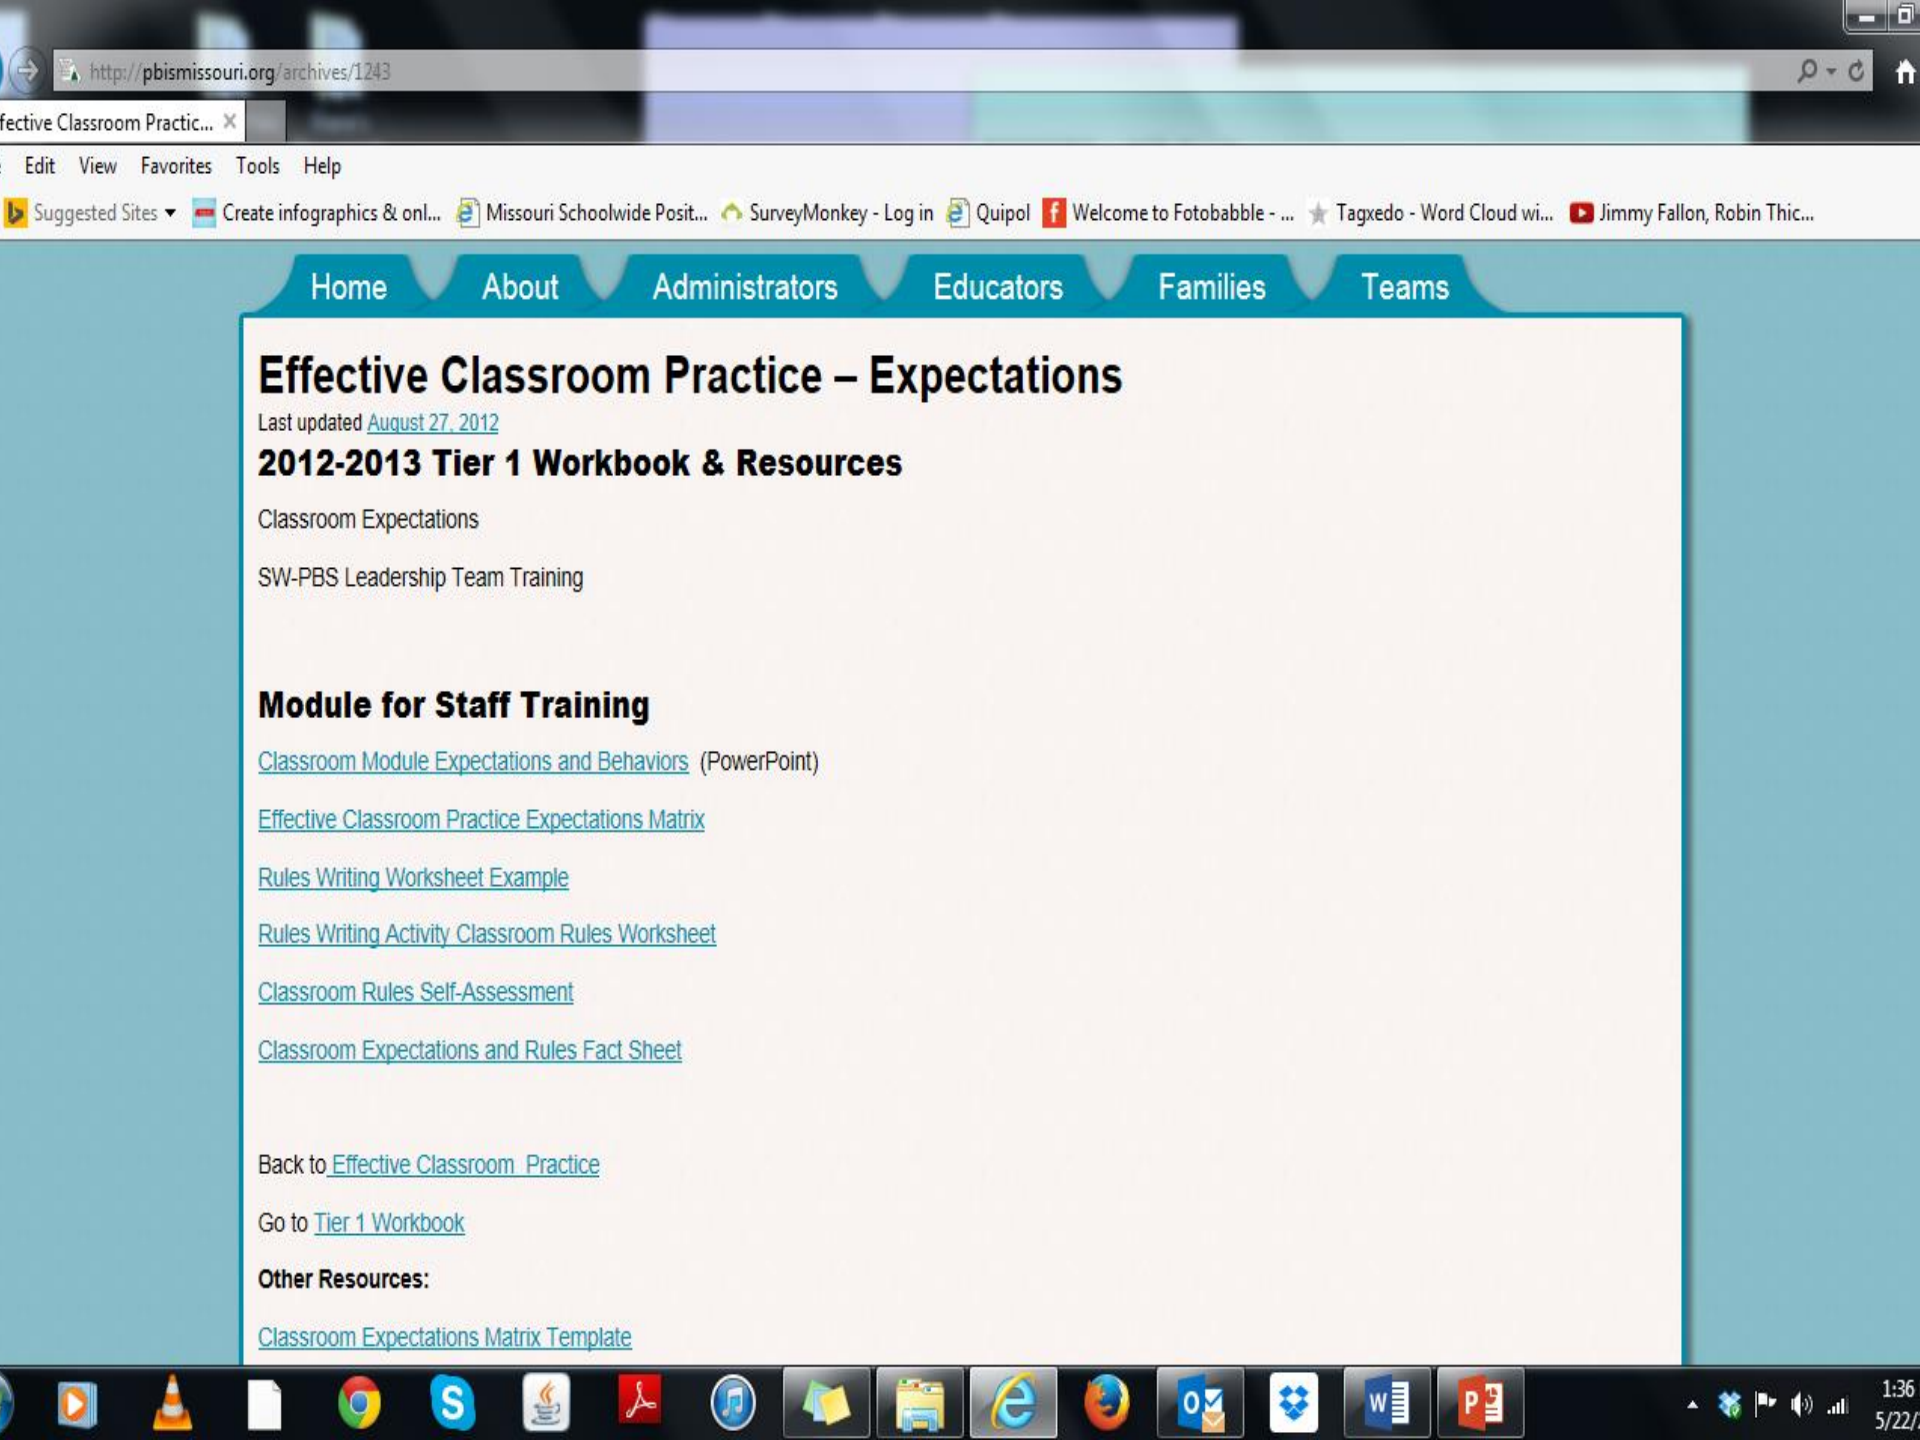 http://pbismissouri.org/archives/1243
fective Classroom Practic...
Edit View Favorites Tools Help
Suggested Sites Create infographics & onl... Missouri Schoolwide Posit... SurveyMonkey - Log in Quipol Welcome to Fotobabble - ... Tagxedo - Word Cloud wi... Jimmy Fallon, Robin Thic...
Home About Administrators Educators Families Teams
Effective Classroom Practice – Expectations
Last updated August 27, 2012
2012-2013 Tier 1 Workbook & Resources
Classroom Expectations
SW-PBS Leadership Team Training
Module for Staff Training
Classroom Module Expectations and Behaviors (PowerPoint)
Effective Classroom Practice Expectations Matrix
Rules Writing Worksheet Example
Rules Writing Activity Classroom Rules Worksheet
Classroom Rules Self-Assessment
Classroom Expectations and Rules Fact Sheet
Back to Effective Classroom Practice
Go to Tier 1 Workbook
Other Resources:
Classroom Expectations Matrix Template
1:36
5/22/